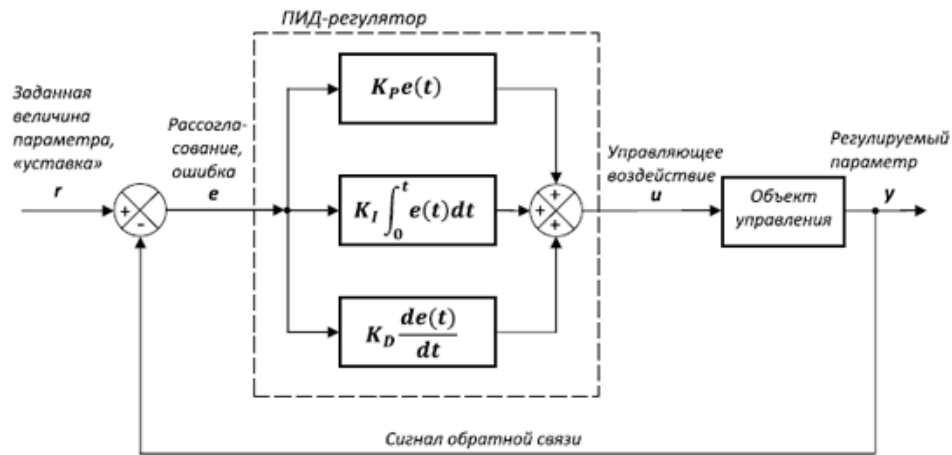 ПИД-регулятор
Заданная
величина
параметра,
«уставка»
r
Рассогла-
сование,
ошибка
e
K_P e(t)
K_I ∫_0^t e(t)dt
K_D de(t)/dt
+
-
+
+
+
Управляющее
воздействие
u
Объект
управления
Регулируемый
параметр
y
Сигнал обратной связи